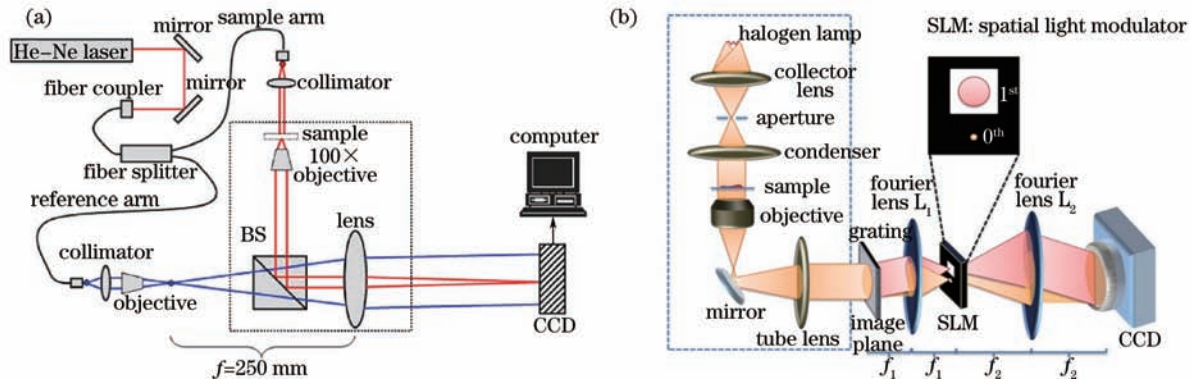 (a)
sample arm
mirror
He–Ne laser
collimator
fiber coupler
mirror
sample
100×
objective
computer
fiber splitter
reference arm
lens
BS
collimator
objective
CCD
f=250 mm
(b)
SLM: spatial light modulator
halogen lamp
collector
lens
1st
aperture
0th
condenser
sample
fourier
lens L1
fourier
lens L2
objective
grating
mirror
image
plane
SLM
tube lens
CCD
f1
f1
f2
f2